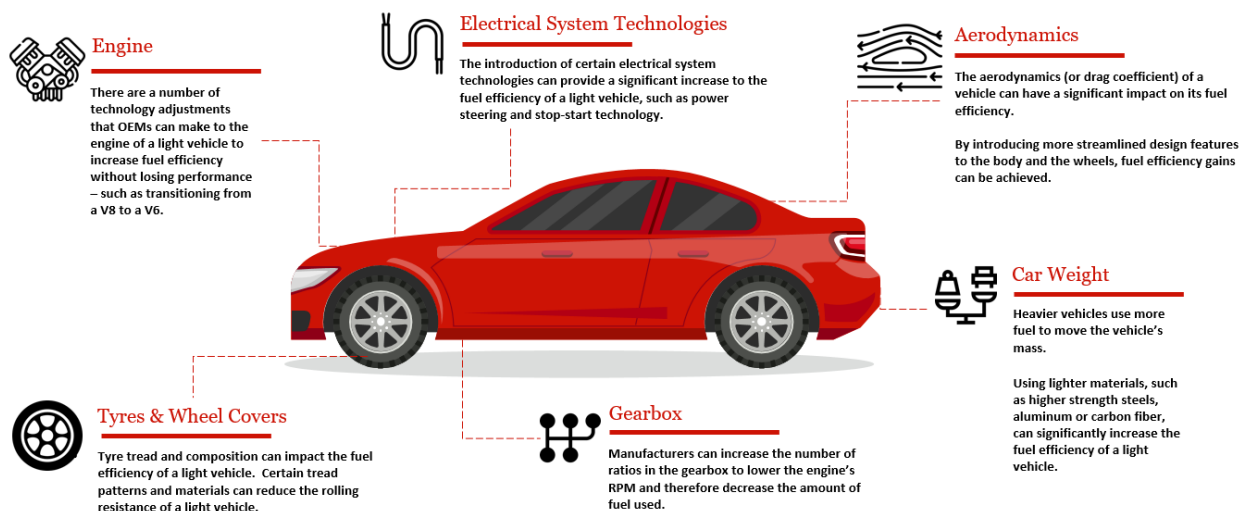 Engine
There are a number of
technology adjustments
that OEMs can make to the
engine of a light vehicle to
increase fuel efficiency
without losing performance
– such as transitioning from
a V8 to a V6.
Electrical System Technologies
The introduction of certain electrical system
technologies can provide a significant increase to the
fuel efficiency of a light vehicle, such as power
steering and stop-start technology.
Aerodynamics
The aerodynamics (or drag coefficient) of a
vehicle can have a significant impact on its fuel
efficiency.
By introducing more streamlined design features
to the body and the wheels, fuel efficiency gains
can be achieved.
Car Weight
Heavier vehicles use more
fuel to move the vehicle's
mass.
Using lighter materials, such
as higher strength steels,
aluminum or carbon fiber,
can significantly increase the
fuel efficiency of a light
vehicle.
Tyres & Wheel Covers
Tyre tread and composition can impact the fuel
efficiency of a light vehicle.  Certain tread
patterns and materials can reduce the rolling
resistance of a light vehicle.
Gearbox
Manufacturers can increase the number of
ratios in the gearbox to lower the engine's
RPM and therefore decrease the amount of
fuel used.